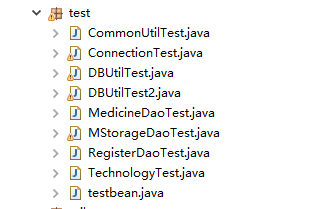 test
CommonUtilTest.java
ConnectionTest.java
DBUtilTest.java
DBUtilTest2.java
MedicineDaoTest.java
MStorageDaoTest.java
RegisterDaoTest.java
TechnologyTest.java
testbean.java